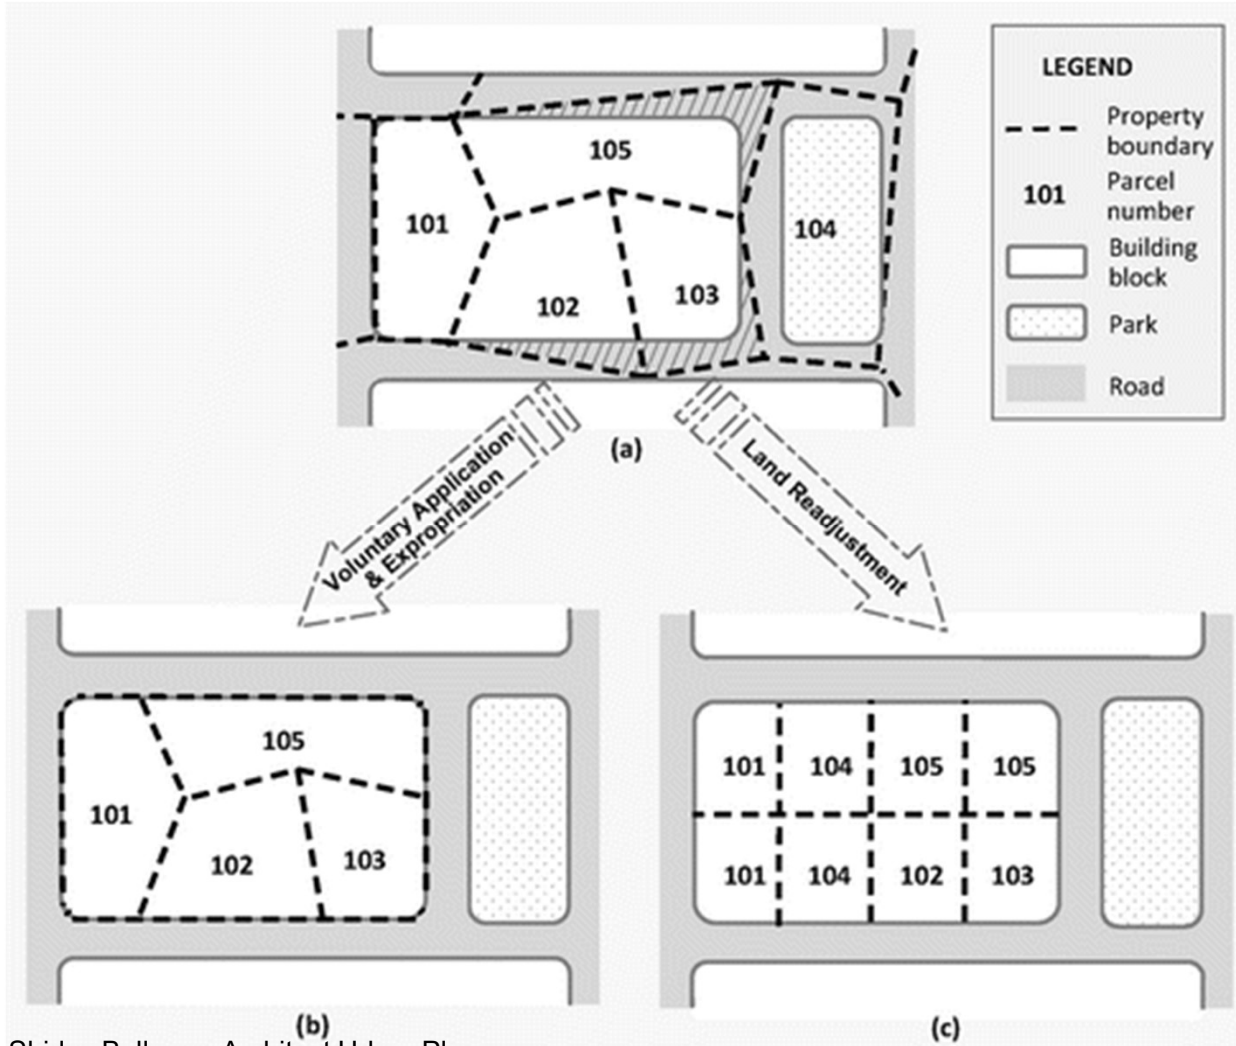 LEGEND
Property
boundary
101
Parcel
number
Building
block
Park
Road
105
101
104
103
102
(a)
Voluntary Application
& Expropriation
Land Readjustment
105
101
102
103
(b)
101
104
105
105
101
104
102
103
(c)